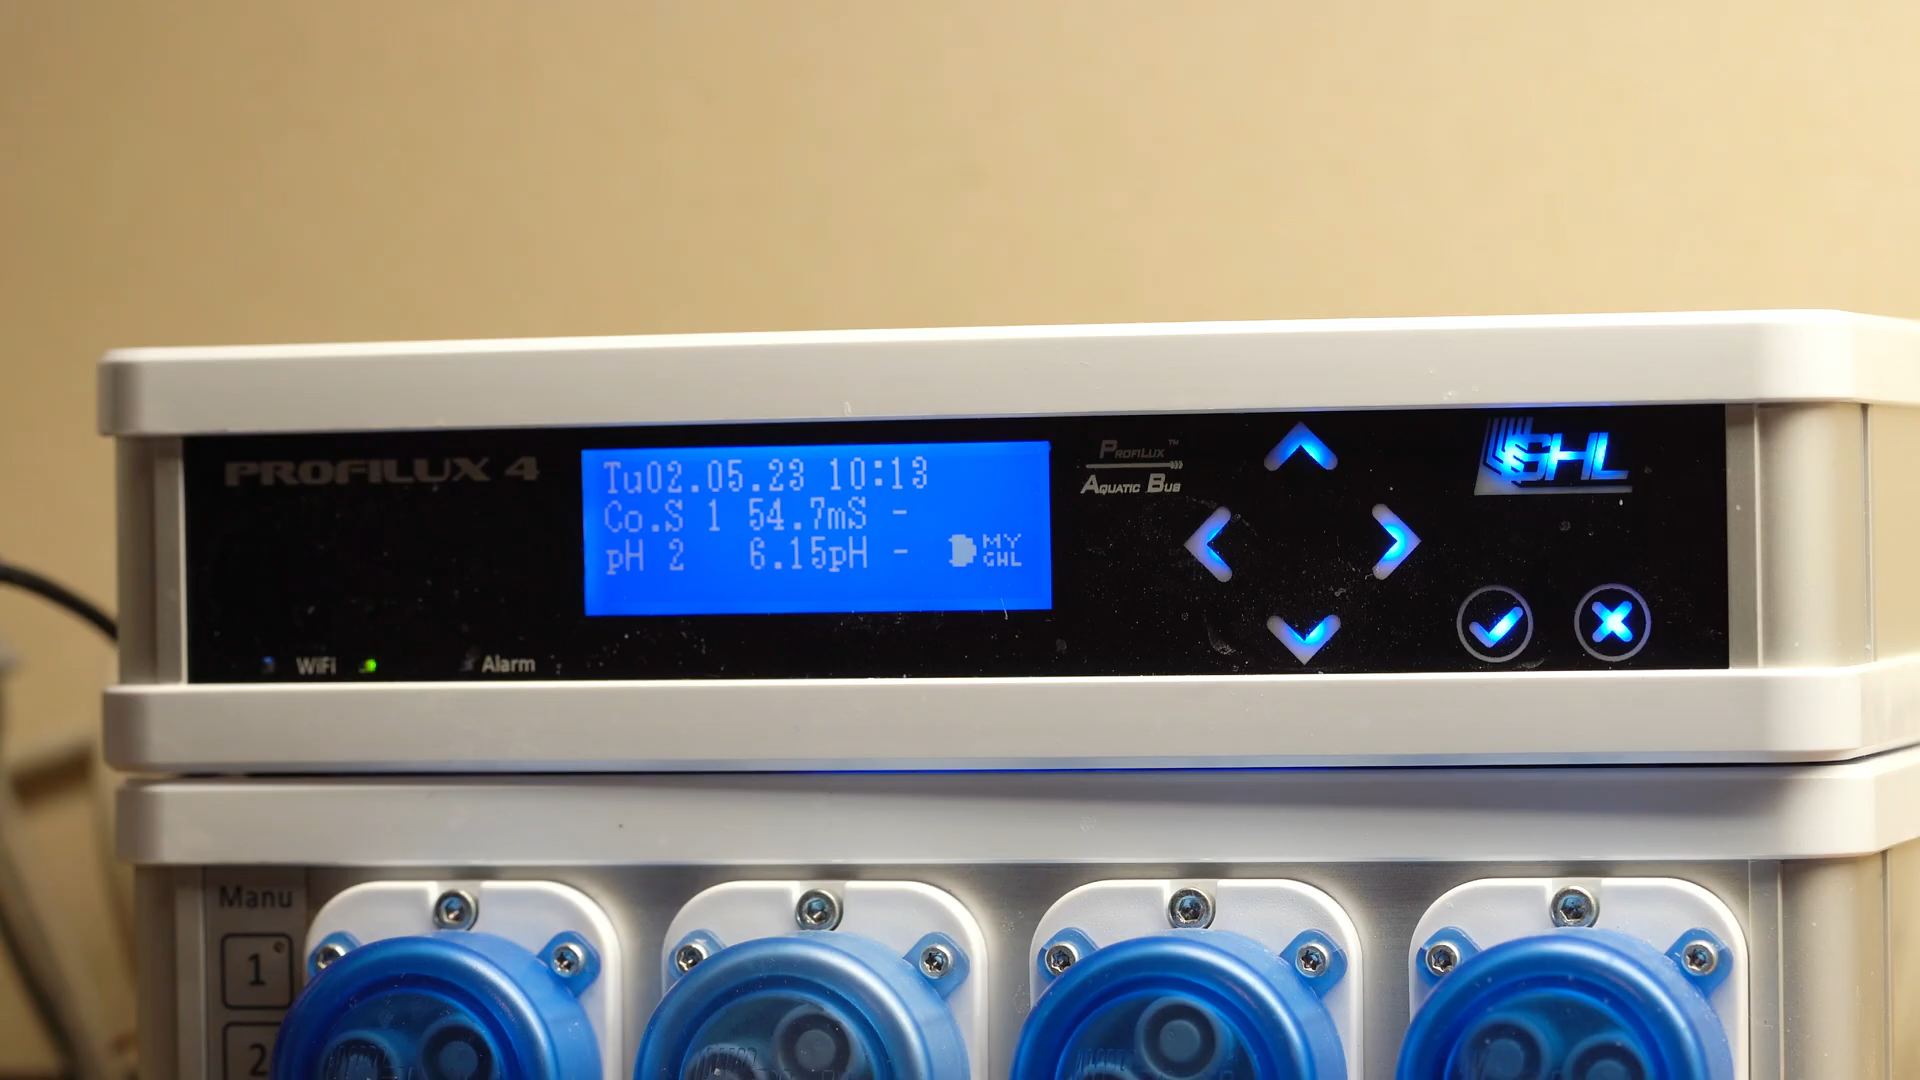 PROFILUX 4
Tu02.05.23 10:13
Co.S 1 54.7mS -
pH 2 6.15pH -
MY
GHL
PROFILUX™
AQUATIC BUS
GHL
WiFi
Alarm
Manu
1
2